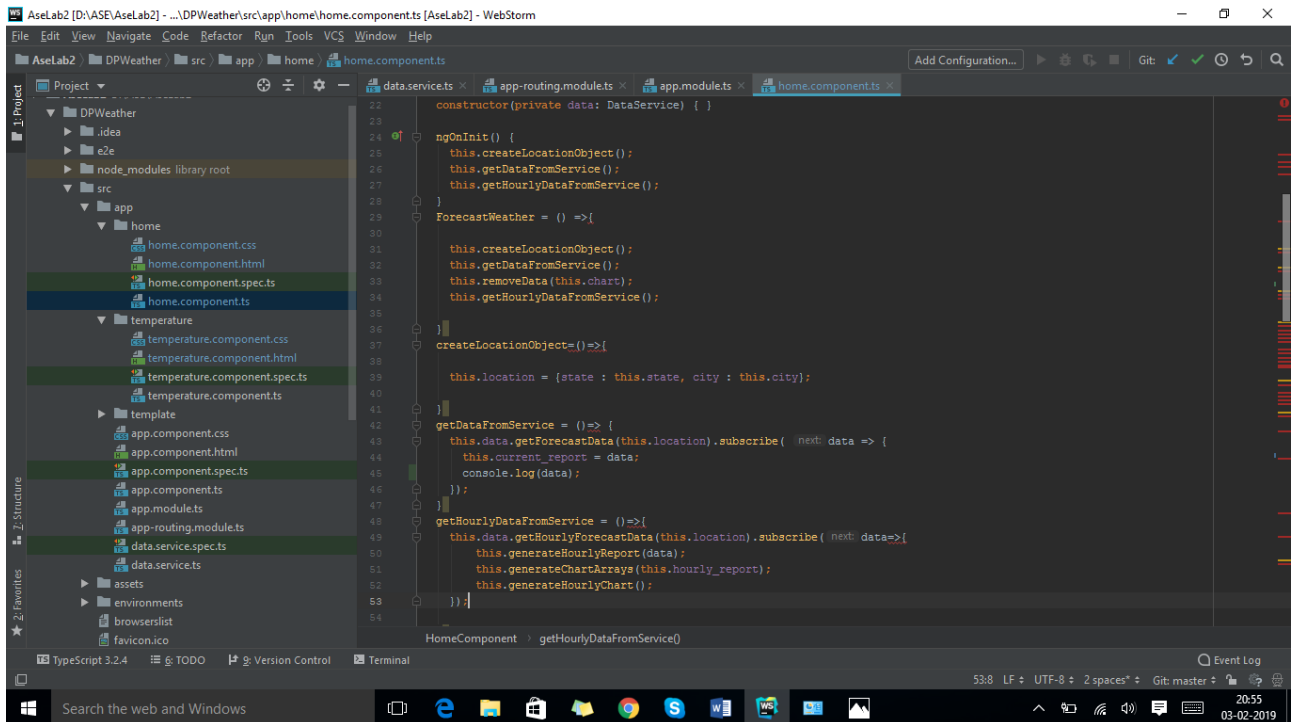 AseLab2 [D:\ASE\AseLab2] - ...\DPWeather\src\app\home\home.component.ts [AseLab2] - WebStorm
File Edit View Navigate Code Refactor Run Tools VCS Window Help
AseLab2 DPWeather src app home home.component.ts Add Configuration... Git:
Project data.service.ts app-routing.module.ts app.module.ts home.component.ts
1: Project
7: Structure
2: Favorites
DPWeather
.idea
e2e
node_modules library root
src
app
home
home.component.css
home.component.html
home.component.spec.ts
home.component.ts
temperature
temperature.component.css
temperature.component.html
temperature.component.spec.ts
temperature.component.ts
template
app.component.css
app.component.html
app.component.spec.ts
app.component.ts
app.module.ts
app-routing.module.ts
data.service.spec.ts
data.service.ts
assets
environments
browserslist
favicon.ico
22 constructor(private data: DataService) { }
23
24 ngOnInit() {
25 this.createLocationObject();
26 this.getDataFromService();
27 this.getHourlyDataFromService();
28 }
29 ForecastWeather = () =>{
30
31 this.createLocationObject();
32 this.getDataFromService();
33 this.removeData(this.chart);
34 this.getHourlyDataFromService();
35
36 }
37 createLocationObject=()=>{
38
39 this.location = {state : this.state, city : this.city};
40
41 }
42 getDataFromService = ()=> {
43 this.data.getForecastData(this.location).subscribe( next: data => {
44 this.current_report = data;
45 console.log(data);
46 });
47 }
48 getHourlyDataFromService = ()=>{
49 this.data.getHourlyForecastData(this.location).subscribe( next: data=>{
50 this.generateHourlyReport(data);
51 this.generateChartArrays(this.hourly_report);
52 this.generateHourlyChart();
53 });
54
HomeComponent getHourlyDataFromService()
TypeScript 3.2.4 6: TODO 9: Version Control Terminal Event Log
53:8 LF UTF-8 2 spaces* Git: master
Search the web and Windows
20:55
03-02-2019